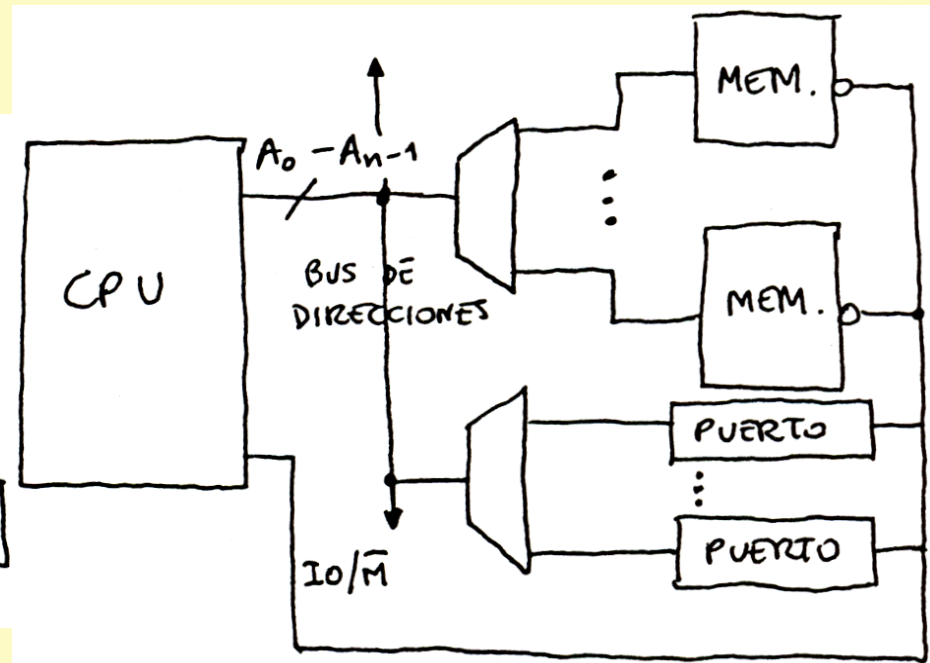 MEM.
A₀ - Aₙ₋₁
CPU
BUS DE
DIRECCIONES
MEM.
PUERTO
PUERTO
IO/M̅